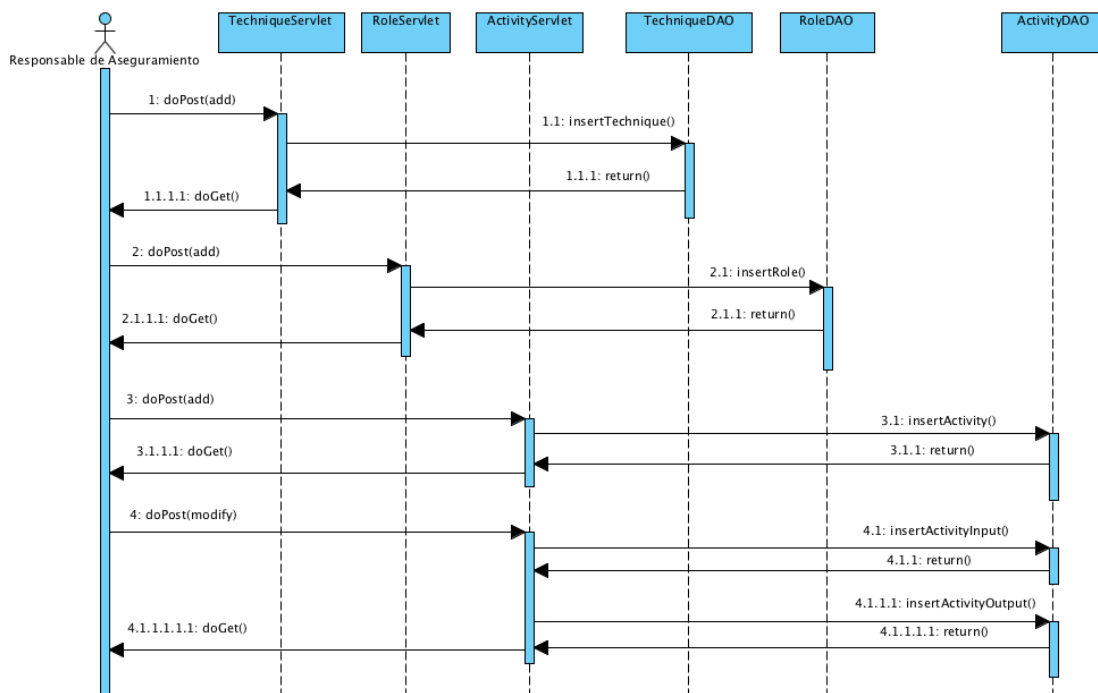 TechniqueServlet
RoleServlet
ActivityServlet
TechniqueDAO
RoleDAO
ActivityDAO
Responsable de Aseguramiento
1: doPost(add)
1.1: insertTechnique()
1.1.1: return()
1.1.1.1: doGet()
2: doPost(add)
2.1: insertRole()
2.1.1: return()
2.1.1.1: doGet()
3: doPost(add)
3.1: insertActivity()
3.1.1: return()
3.1.1.1: doGet()
4: doPost(modify)
4.1: insertActivityInput()
4.1.1: return()
4.1.1.1: insertActivityOutput()
4.1.1.1.1: return()
4.1.1.1.1.1: doGet()